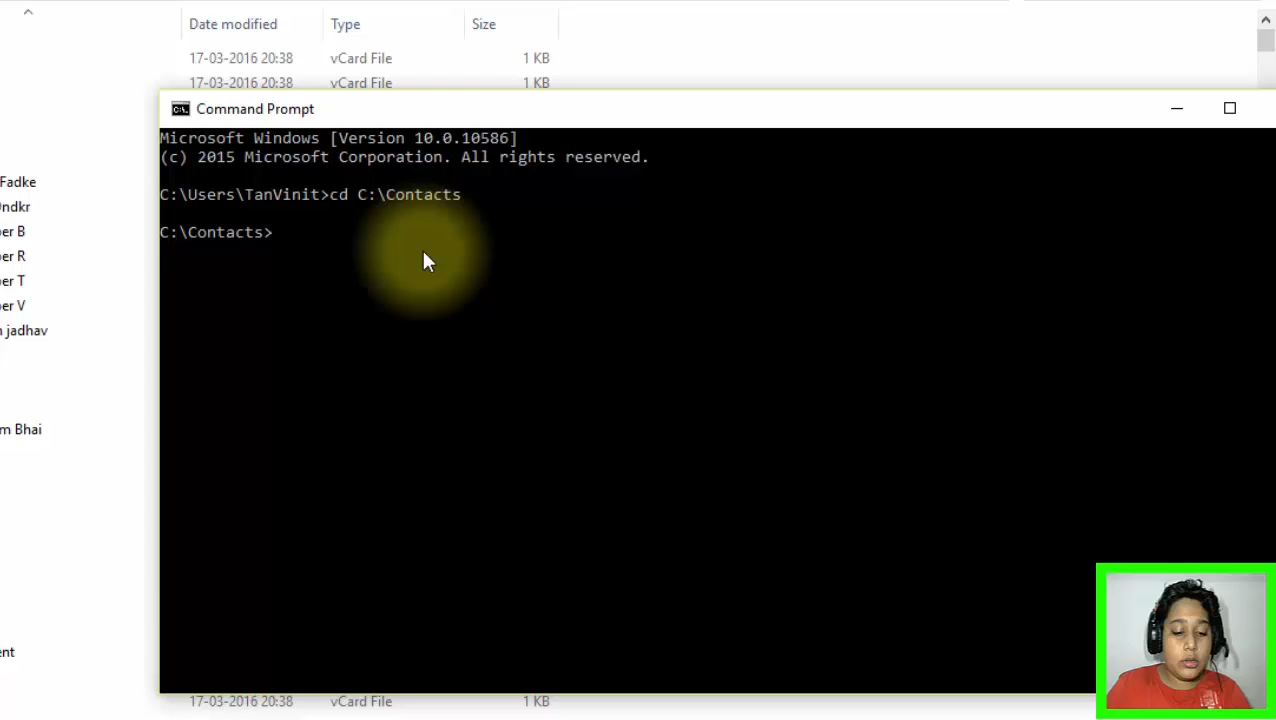 Date modified Type Size
17-03-2016 20:38 vCard File 1 KB
17-03-2016 20:38 vCard File 1 KB
Command Prompt
Microsoft Windows [Version 10.0.10586]
(c) 2015 Microsoft Corporation. All rights reserved.
C:\Users\TanVinit>cd C:\Contacts
C:\Contacts>
Fadke
Ondkr
er B
er R
er T
er V
jadhav
m Bhai
nt
17-03-2016 20:38 vCard File 1 KB